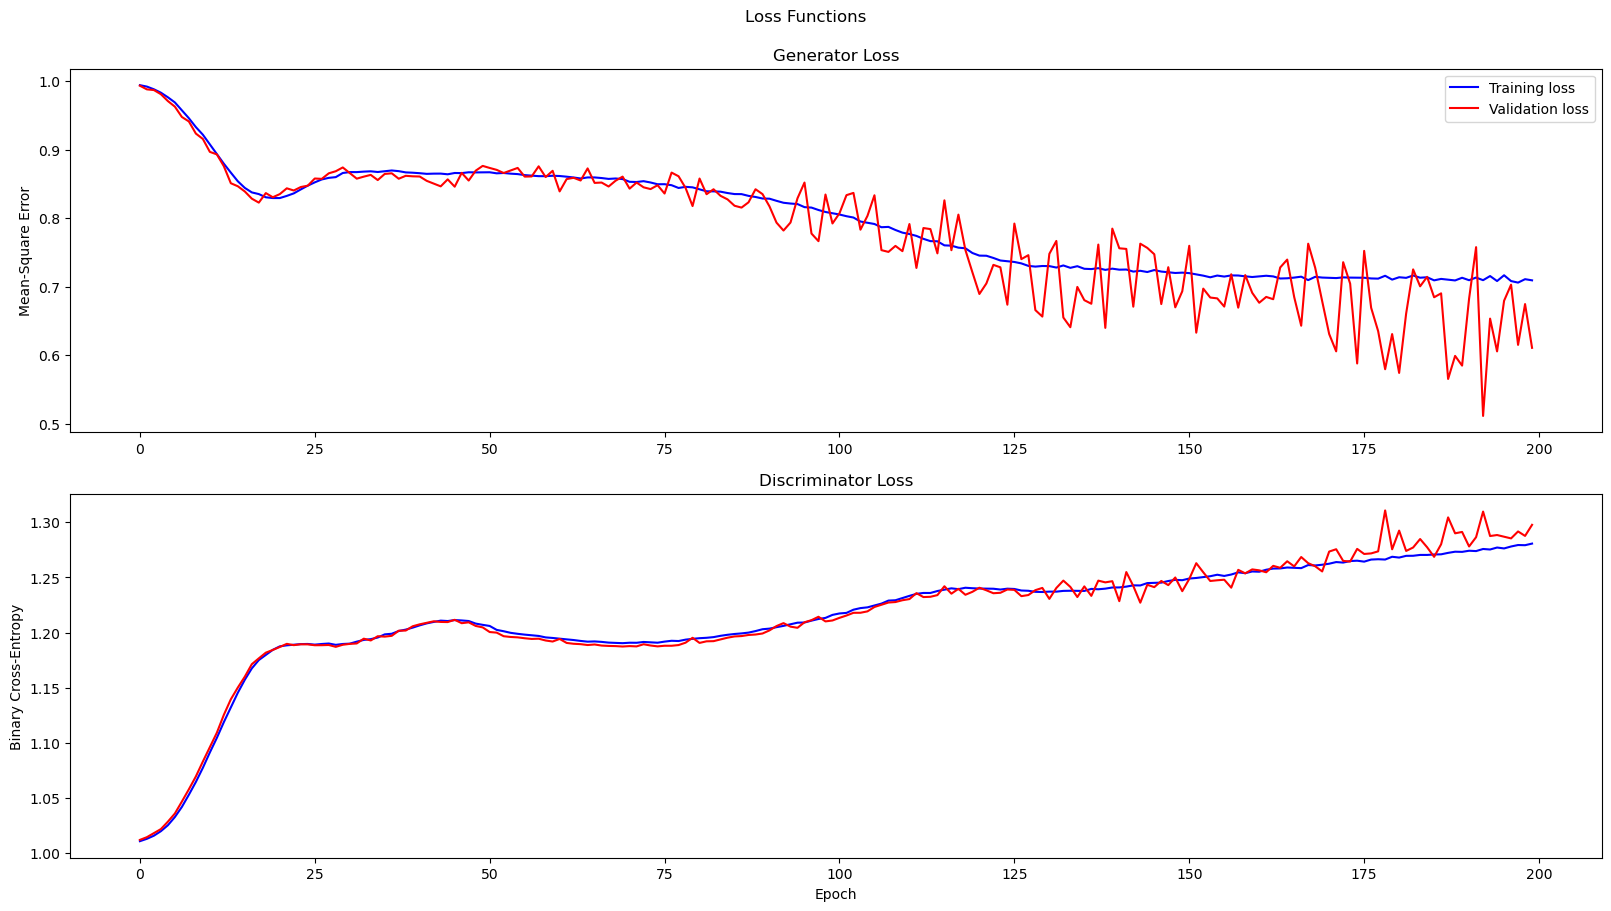 Loss Functions
Generator Loss
Mean-Square Error
1.0
0.9
0.8
0.7
0.6
0.5
Training loss
Validation loss
0 25 50 75 100 125 150 175 200
Discriminator Loss
Binary Cross-Entropy
1.30
1.25
1.20
1.15
1.10
1.05
1.00
0 25 50 75 100 125 150 175 200
Epoch